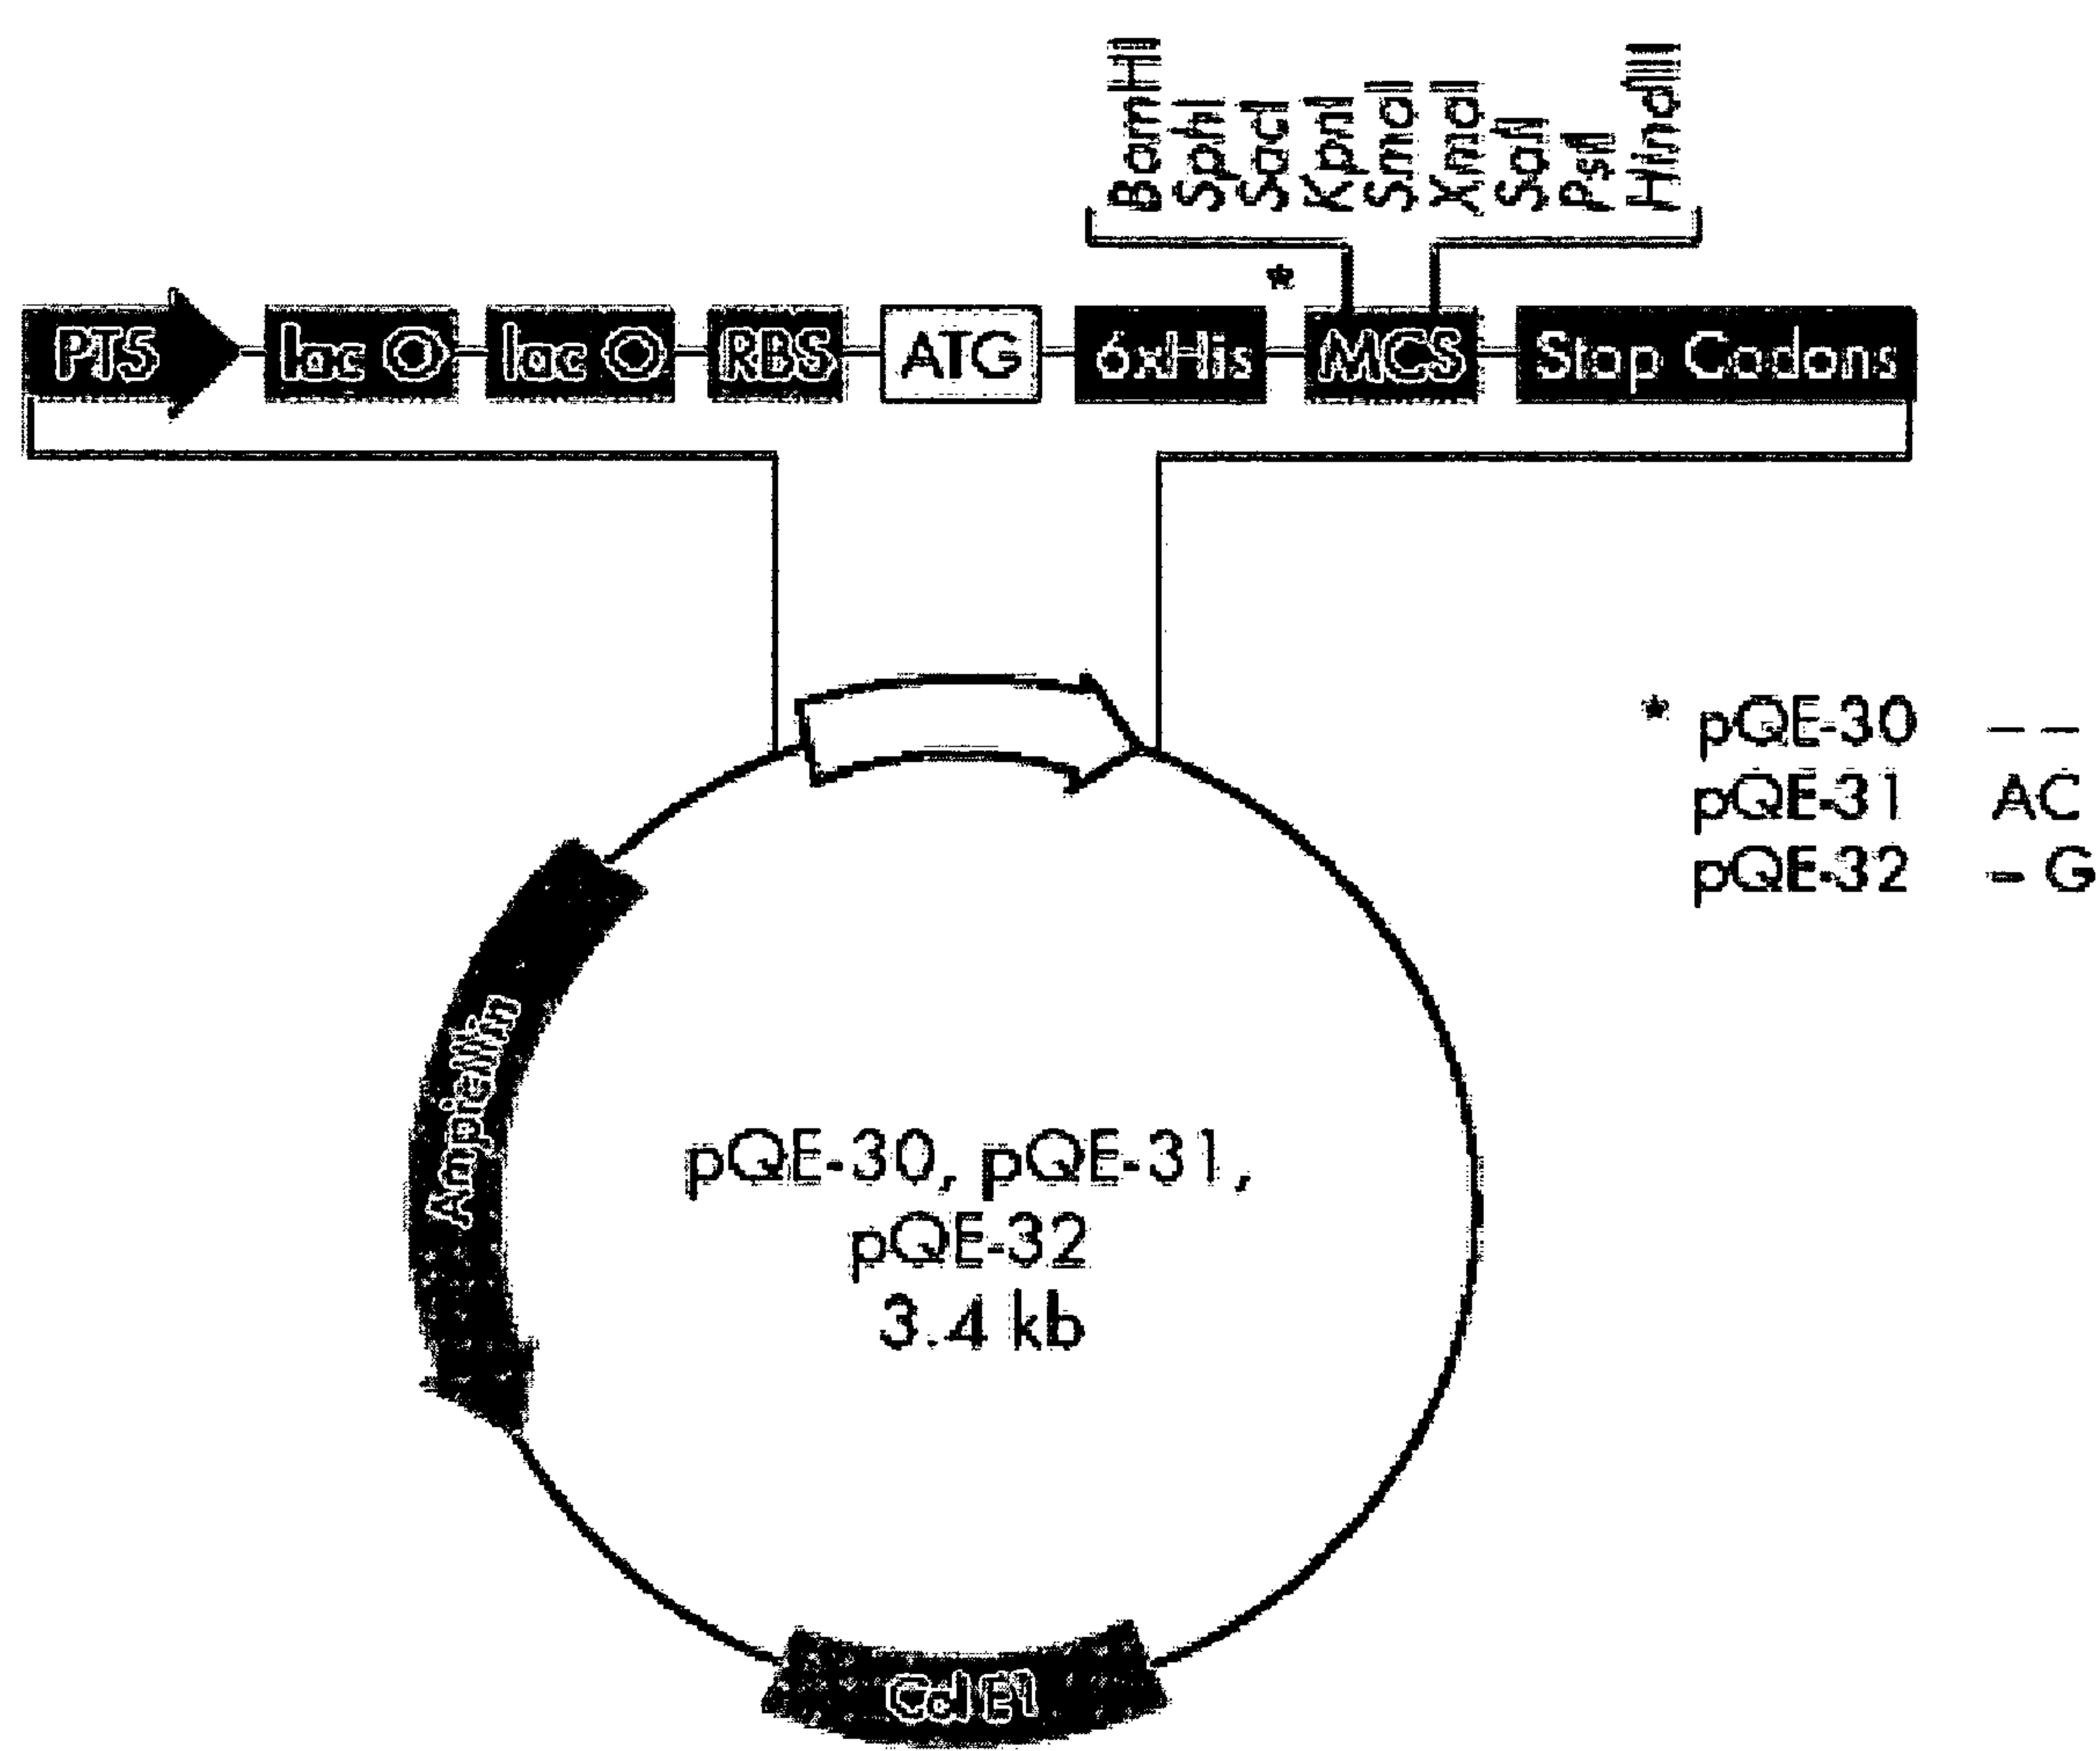 BamHI
SphI
SacI
KpnI
SmaI
XmaI
SalI
PstI
HindIII
*
PT5 lac O lac O RBS ATG 6xHis MCS Stop Codons
* pQE-30 – –
pQE-31 AC
pQE-32 – G
Ampicillin
pQE-30, pQE-31,
pQE-32
3.4 kb
Col E1